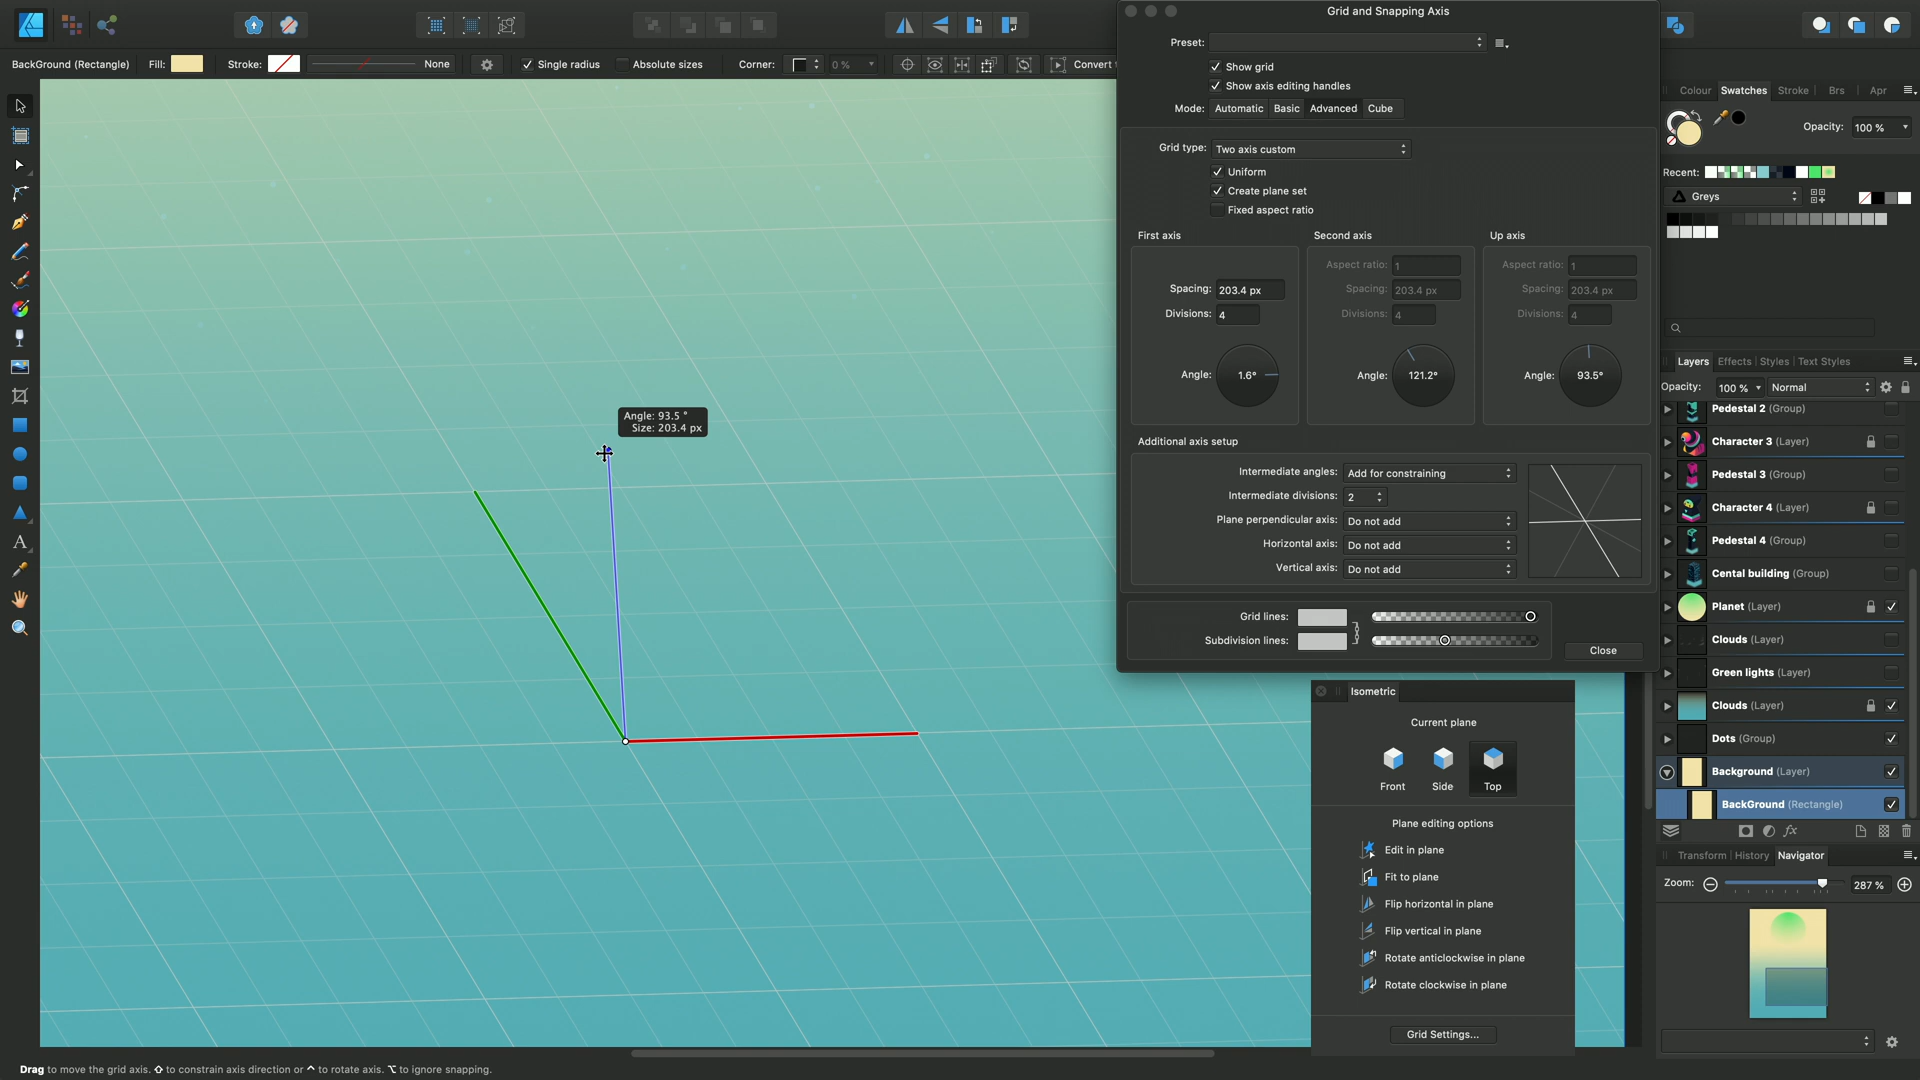 Grid and Snapping Axis
Preset:
Show grid
Show axis editing handles
Mode: Automatic Basic Advanced Cube
BackGround (Rectangle) Fill: Stroke: None Single radius Absolute sizes Corner: 0 % Convert t
Grid type: Two axis custom
Uniform
Create plane set
Fixed aspect ratio
First axis
Spacing: 203.4 px
Divisions: 4
Angle: 1.6°
Second axis
Aspect ratio: 1
Spacing: 203.4 px
Divisions: 4
Angle: 121.2°
Up axis
Aspect ratio: 1
Spacing: 203.4 px
Divisions: 4
Angle: 93.5°
Additional axis setup
Intermediate angles: Add for constraining
Intermediate divisions: 2
Plane perpendicular axis: Do not add
Horizontal axis: Do not add
Vertical axis: Do not add
Grid lines:
Subdivision lines:
Close
Angle: 93.5 °
Size: 203.4 px
Isometric
Current plane
Front Side Top
Plane editing options
Edit in plane
Fit to plane
Flip horizontal in plane
Flip vertical in plane
Rotate anticlockwise in plane
Rotate clockwise in plane
Grid Settings...
Colour Swatches Stroke Brs Apr
Opacity: 100 %
Recent:
Greys
Layers Effects Styles Text Styles
Opacity: 100 % Normal
Pedestal 2 (Group)
Character 3 (Layer)
Pedestal 3 (Group)
Character 4 (Layer)
Pedestal 4 (Group)
Cental building (Group)
Planet (Layer)
Clouds (Layer)
Green lights (Layer)
Clouds (Layer)
Dots (Group)
Background (Layer)
BackGround (Rectangle)
fx
Transform History Navigator
Zoom: 287 %
Drag to move the grid axis. ⇧ to constrain axis direction or ⌃ to rotate axis. ⌥ to ignore snapping.